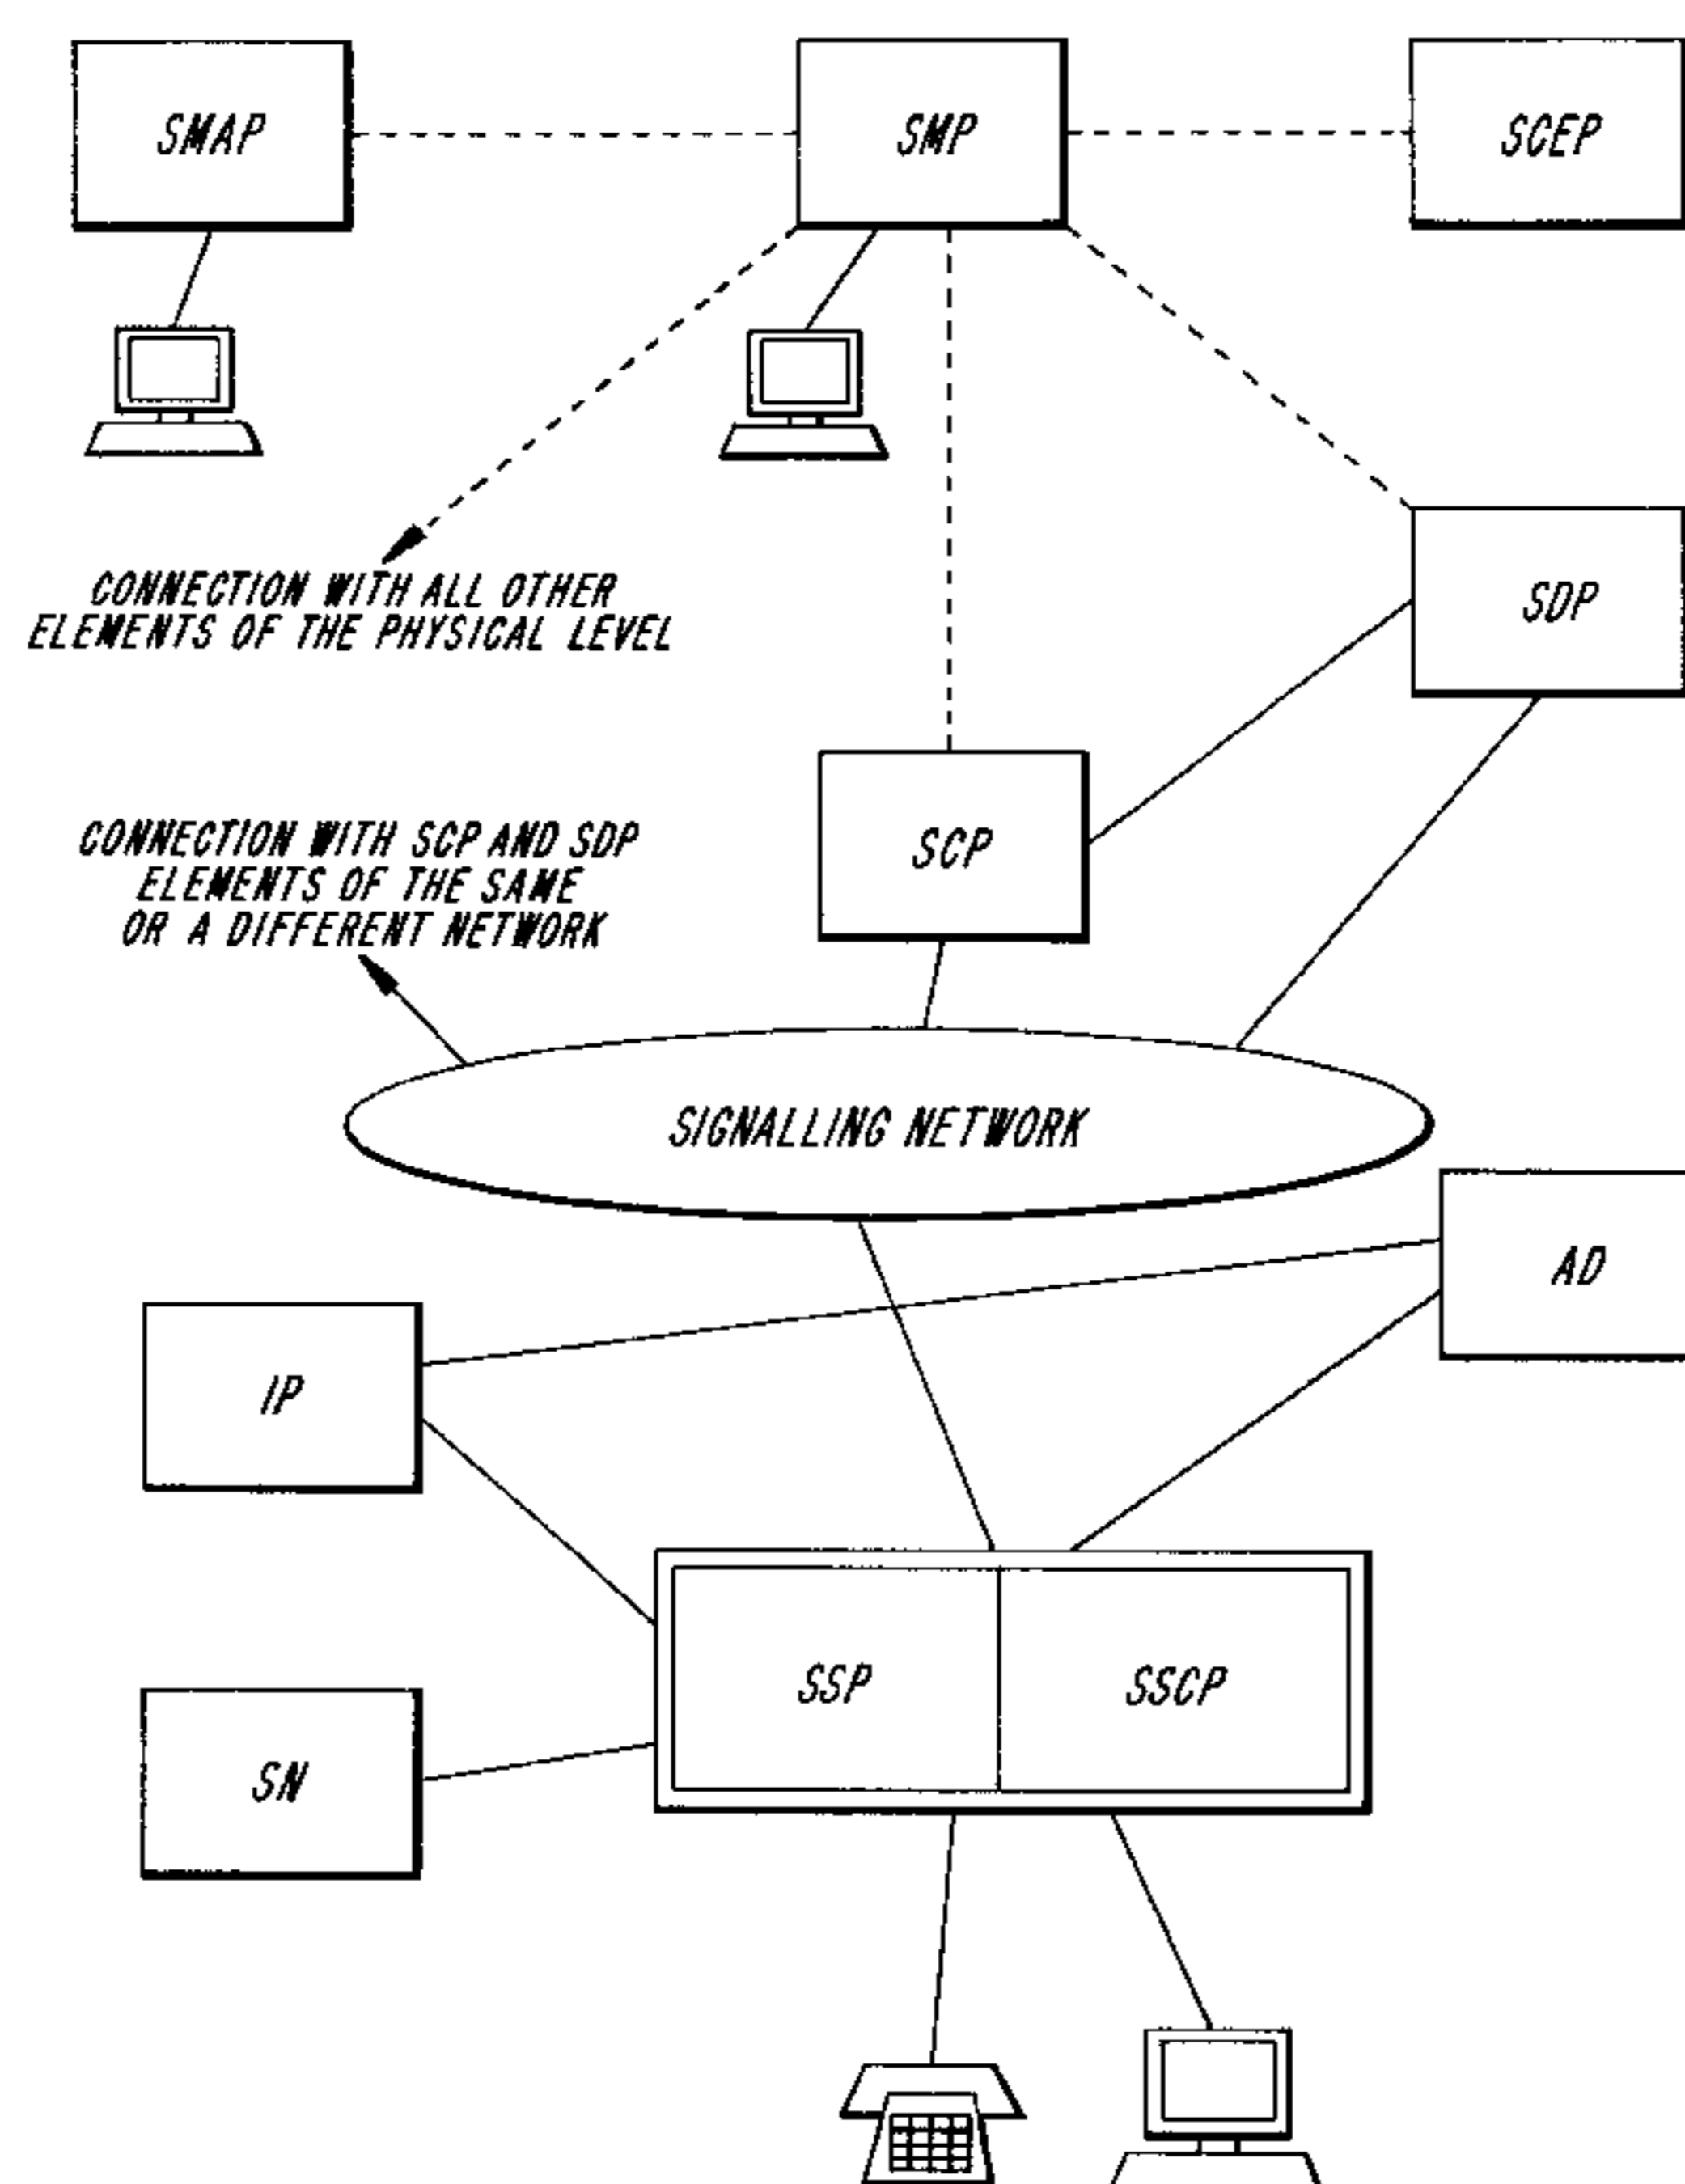 SMAP
SMP
SCEP
CONNECTION WITH ALL OTHER
ELEMENTS OF THE PHYSICAL LEVEL
SDP
SCP
CONNECTION WITH SCP AND SDP
ELEMENTS OF THE SAME
OR A DIFFERENT NETWORK
SIGNALLING NETWORK
AD
IP
SSP
SSCP
SN